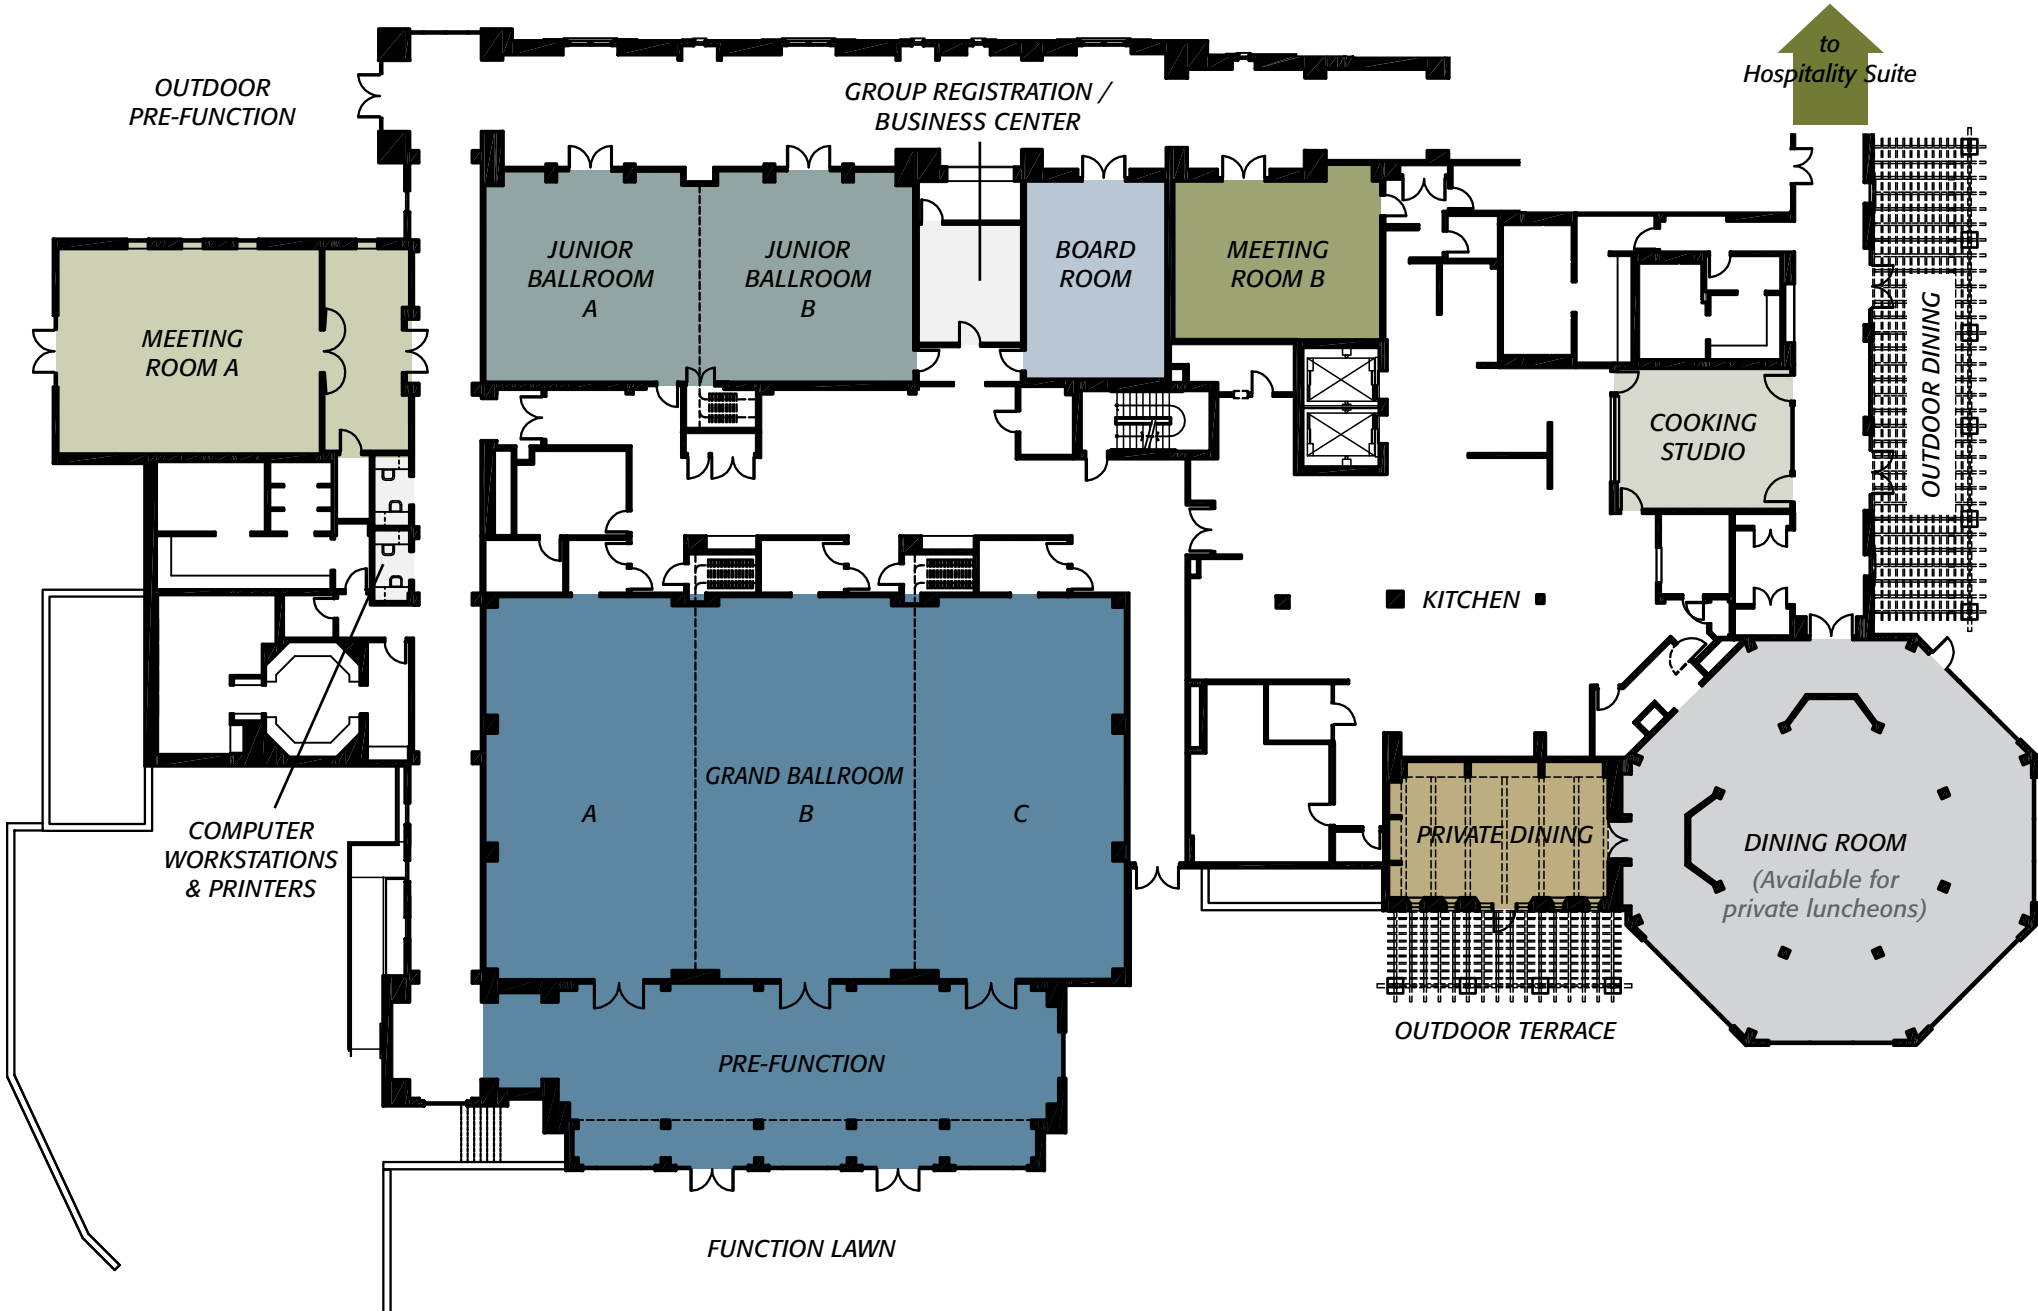 to
Hospitality Suite
OUTDOOR
PRE-FUNCTION
GROUP REGISTRATION /
BUSINESS CENTER
JUNIOR
BALLROOM
A
JUNIOR
BALLROOM
B
BOARD
ROOM
MEETING
ROOM B
MEETING
ROOM A
OUTDOOR DINING
COOKING
STUDIO
KITCHEN
GRAND BALLROOM
A
B
C
COMPUTER
WORKSTATIONS
& PRINTERS
PRIVATE DINING
DINING ROOM
(Available for
private luncheons)
OUTDOOR TERRACE
PRE-FUNCTION
FUNCTION LAWN